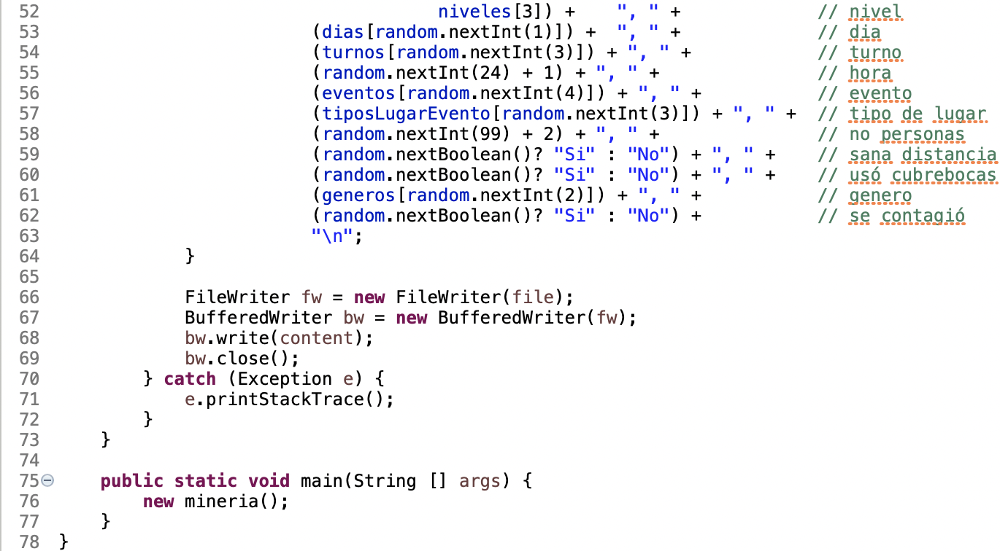 52 niveles[3]) + ", " + // nivel
53 (dias[random.nextInt(1)]) + ", " + // dia
54 (turnos[random.nextInt(3)]) + ", " + // turno
55 (random.nextInt(24) + 1) + ", " + // hora
56 (eventos[random.nextInt(4)]) + ", " + // evento
57 (tiposLugarEvento[random.nextInt(3)]) + ", " + // tipo de lugar
58 (random.nextInt(99) + 2) + ", " + // no personas
59 (random.nextBoolean()? "Si" : "No") + ", " + // sana distancia
60 (random.nextBoolean()? "Si" : "No") + ", " + // usó cubrebocas
61 (generos[random.nextInt(2)]) + ", " + // genero
62 (random.nextBoolean()? "Si" : "No") + // se contagió
63 "\n";
64 }
65
66 FileWriter fw = new FileWriter(file);
67 BufferedWriter bw = new BufferedWriter(fw);
68 bw.write(content);
69 bw.close();
70 } catch (Exception e) {
71 e.printStackTrace();
72 }
73 }
74
75 public static void main(String [] args) {
76 new mineria();
77 }
78 }